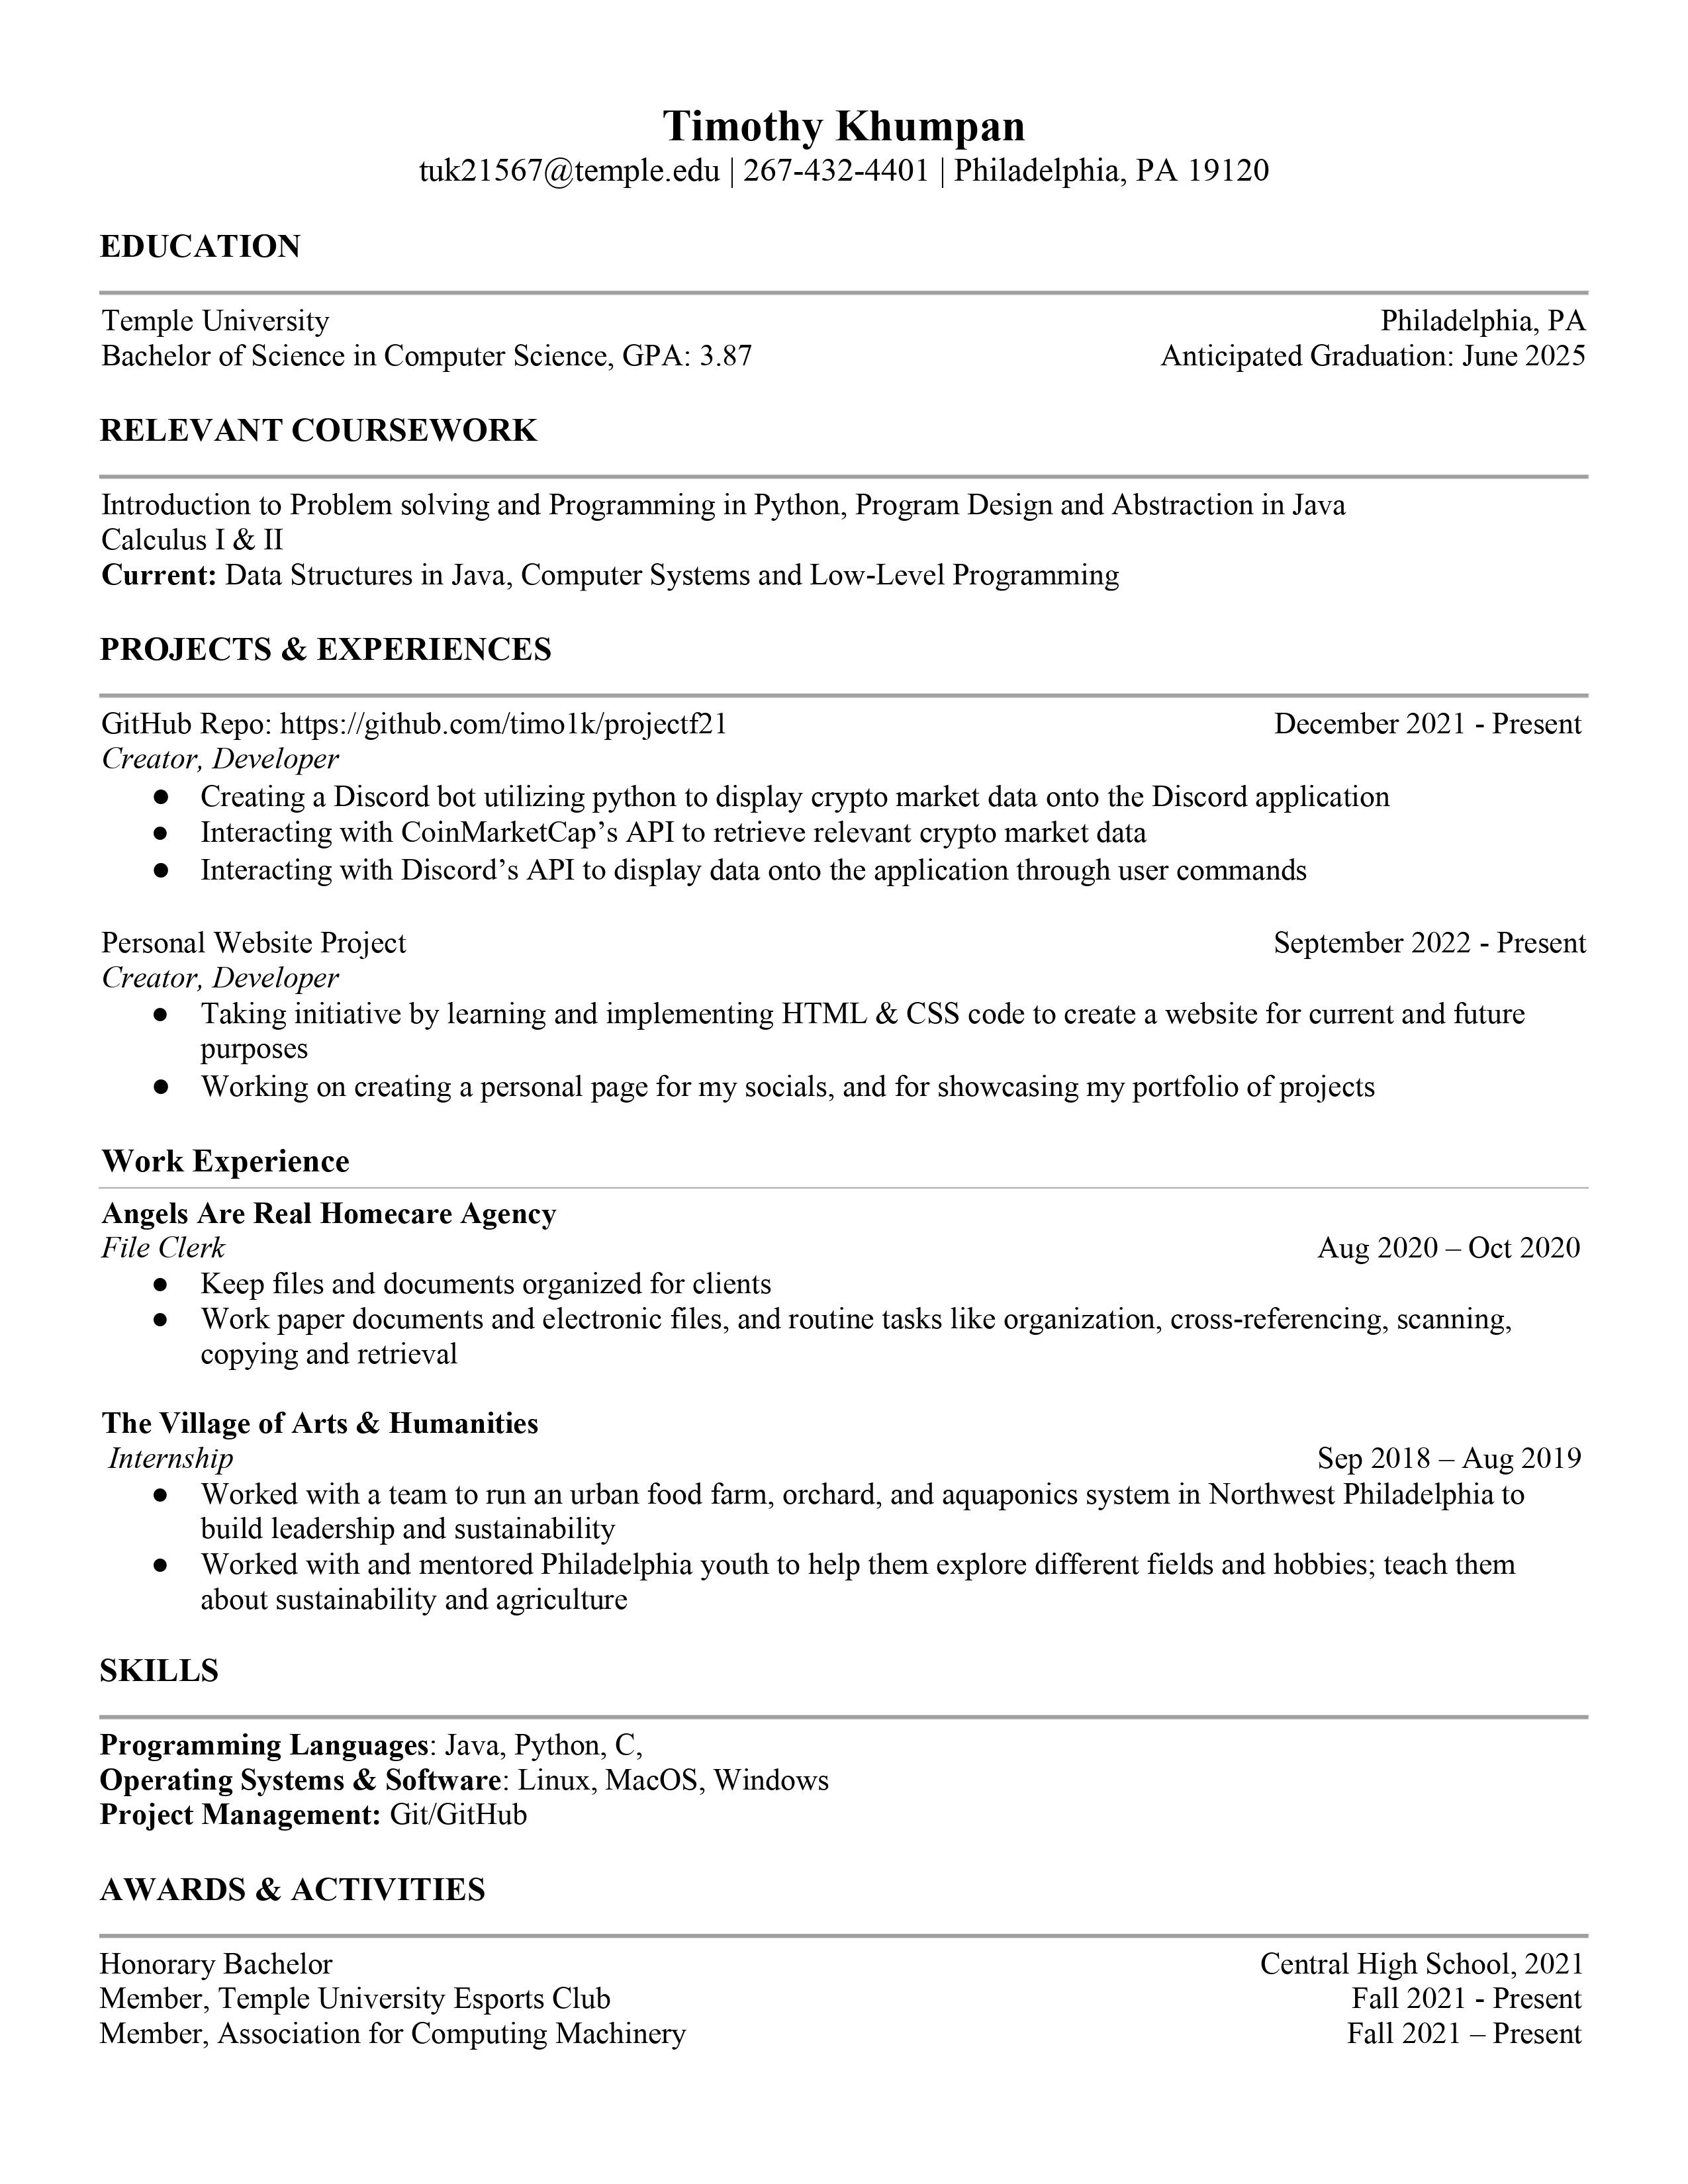 Timothy Khumpan
tuk21567@temple.edu | 267-432-4401 | Philadelphia, PA 19120
EDUCATION
Temple University Philadelphia, PA
Bachelor of Science in Computer Science, GPA: 3.87 Anticipated Graduation: June 2025
RELEVANT COURSEWORK
Introduction to Problem solving and Programming in Python, Program Design and Abstraction in Java
Calculus I & II
Current: Data Structures in Java, Computer Systems and Low-Level Programming
PROJECTS & EXPERIENCES
GitHub Repo: https://github.com/timo1k/projectf21 December 2021 - Present
Creator, Developer
● Creating a Discord bot utilizing python to display crypto market data onto the Discord application
● Interacting with CoinMarketCap’s API to retrieve relevant crypto market data
● Interacting with Discord’s API to display data onto the application through user commands
Personal Website Project September 2022 - Present
Creator, Developer
● Taking initiative by learning and implementing HTML & CSS code to create a website for current and future
purposes
● Working on creating a personal page for my socials, and for showcasing my portfolio of projects
Work Experience
Angels Are Real Homecare Agency
File Clerk Aug 2020 – Oct 2020
● Keep files and documents organized for clients
● Work paper documents and electronic files, and routine tasks like organization, cross-referencing, scanning,
copying and retrieval
The Village of Arts & Humanities
Internship Sep 2018 – Aug 2019
● Worked with a team to run an urban food farm, orchard, and aquaponics system in Northwest Philadelphia to
build leadership and sustainability
● Worked with and mentored Philadelphia youth to help them explore different fields and hobbies; teach them
about sustainability and agriculture
SKILLS
Programming Languages: Java, Python, C,
Operating Systems & Software: Linux, MacOS, Windows
Project Management: Git/GitHub
AWARDS & ACTIVITIES
Honorary Bachelor Central High School, 2021
Member, Temple University Esports Club Fall 2021 - Present
Member, Association for Computing Machinery Fall 2021 – Present